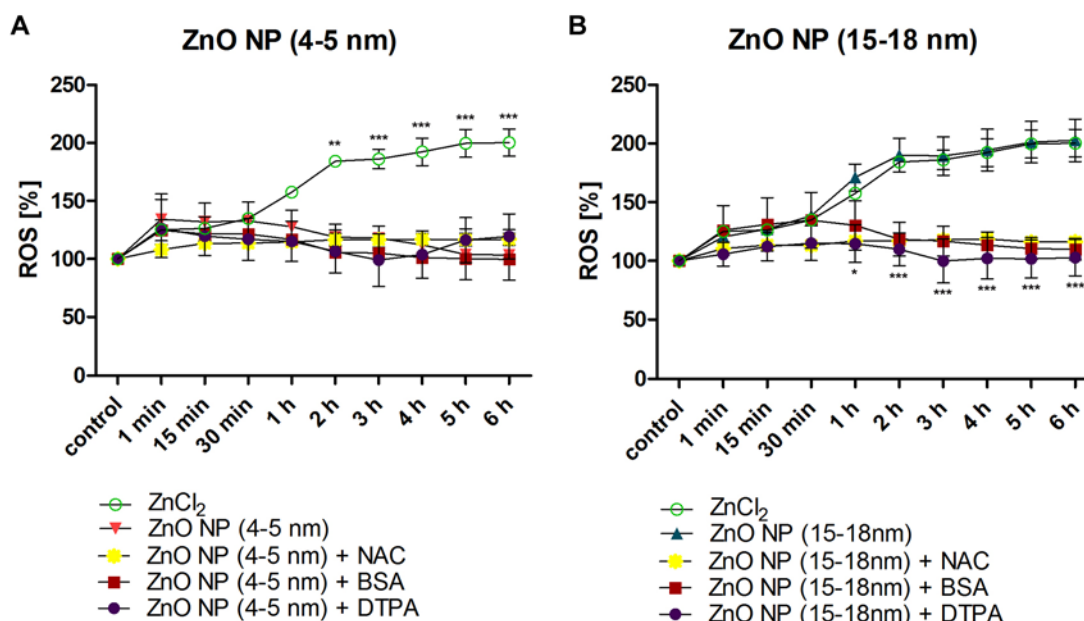 A
ZnO NP (4-5 nm)
ROS [%]
250
200
150
100
50
0
** *** *** *** ***
control 1 min 15 min 30 min 1 h 2 h 3 h 4 h 5 h 6 h
ZnCl₂
ZnO NP (4-5 nm)
ZnO NP (4-5 nm) + NAC
ZnO NP (4-5 nm) + BSA
ZnO NP (4-5 nm) + DTPA
B
ZnO NP (15-18 nm)
ROS [%]
250
200
150
100
50
0
* *** *** *** *** ***
control 1 min 15 min 30 min 1 h 2 h 3 h 4 h 5 h 6 h
ZnCl₂
ZnO NP (15-18nm)
ZnO NP (15-18nm) + NAC
ZnO NP (15-18nm) + BSA
ZnO NP (15-18nm) + DTPA